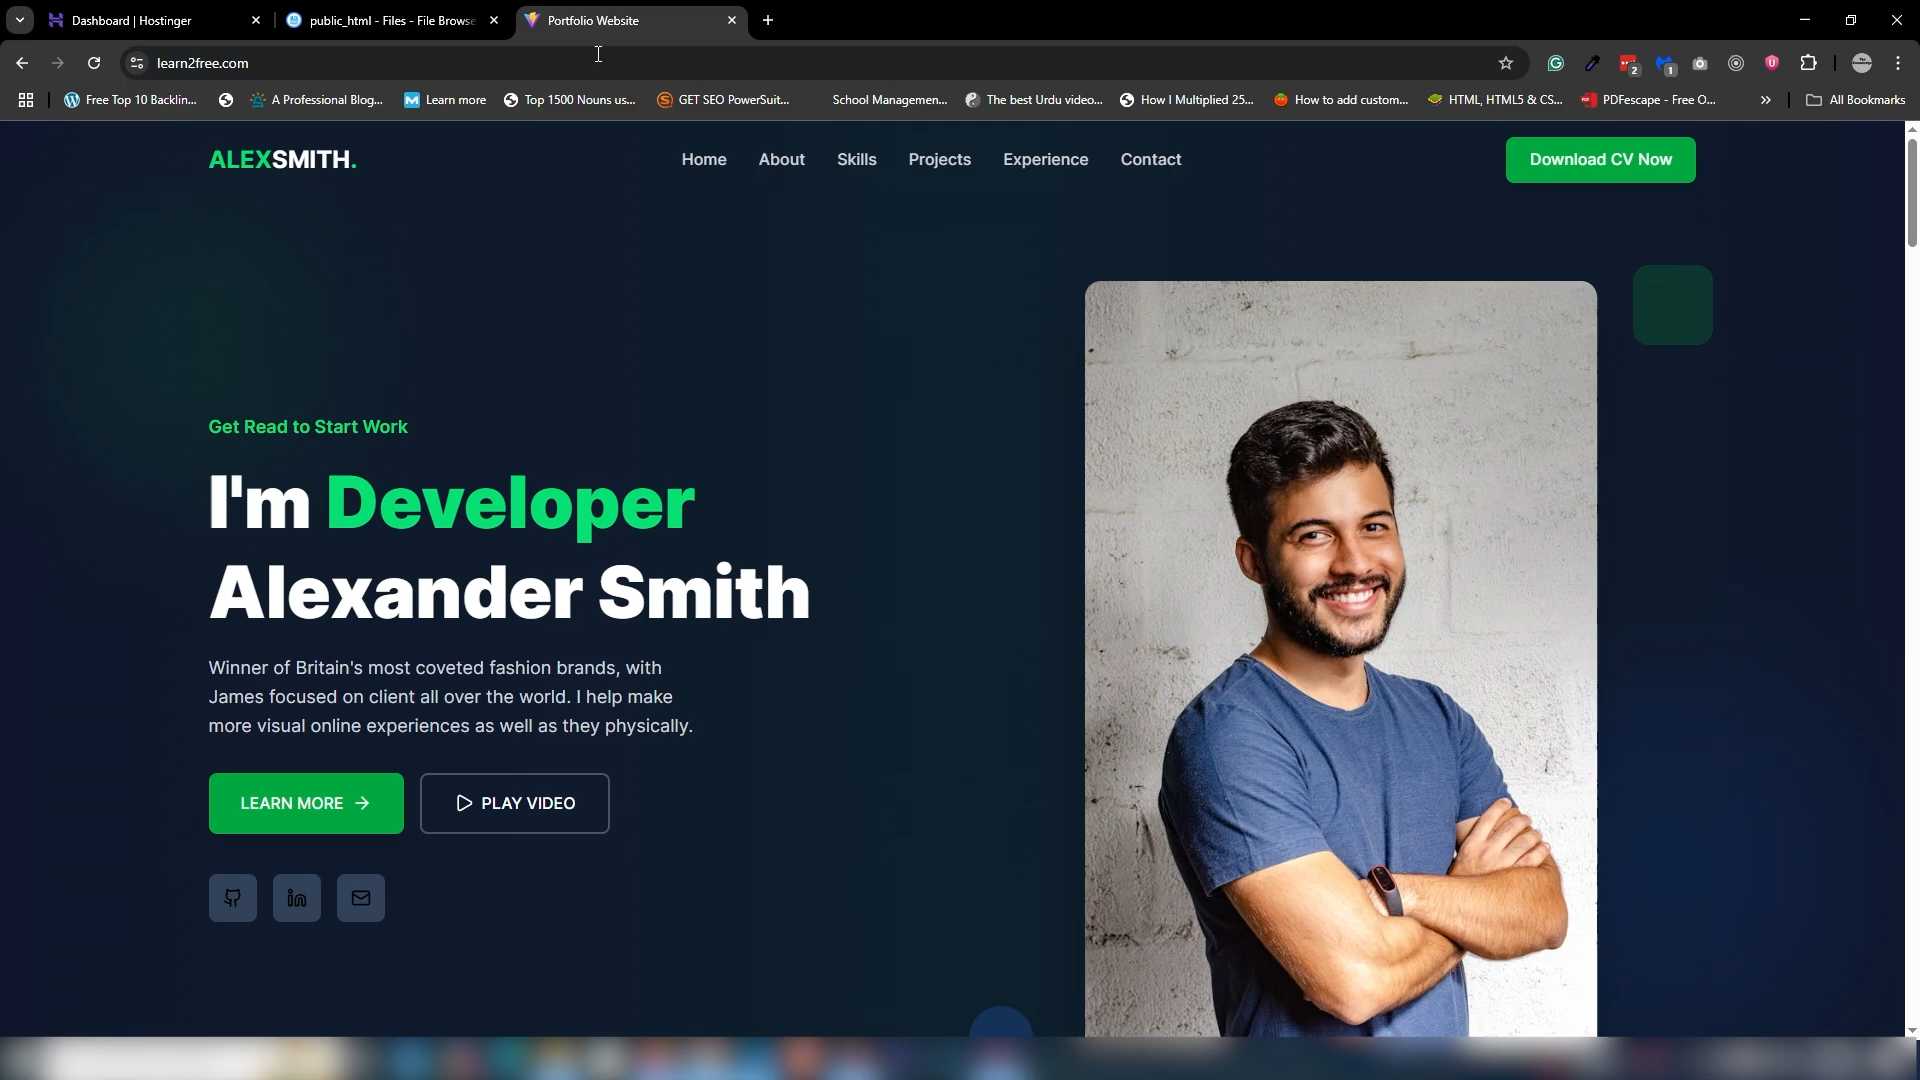 Dashboard | Hostinger
public_html - Files - File Browse
Portfolio Website
learn2free.com
2
1
Free Top 10 Backlin...
A Professional Blog...
Learn more
Top 1500 Nouns us...
GET SEO PowerSuit...
School Managemen...
The best Urdu video...
How I Multiplied 25...
How to add custom...
HTML, HTML5 & CS...
PDFescape - Free O...
All Bookmarks
ALEXSMITH.
Home
About
Skills
Projects
Experience
Contact
Download CV Now
Get Read to Start Work
I'm Developer
Alexander Smith
Winner of Britain's most coveted fashion brands, with
James focused on client all over the world. I help make
more visual online experiences as well as they physically.
LEARN MORE
PLAY VIDEO